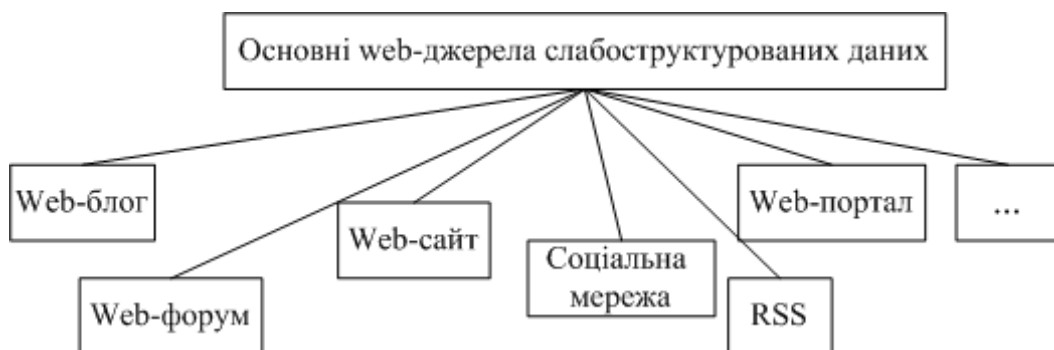 Основні web-джерела слабоструктурованих даних
Web-блог
Web-портал
...
Web-сайт
Соціальна
мережа
Web-форум
RSS